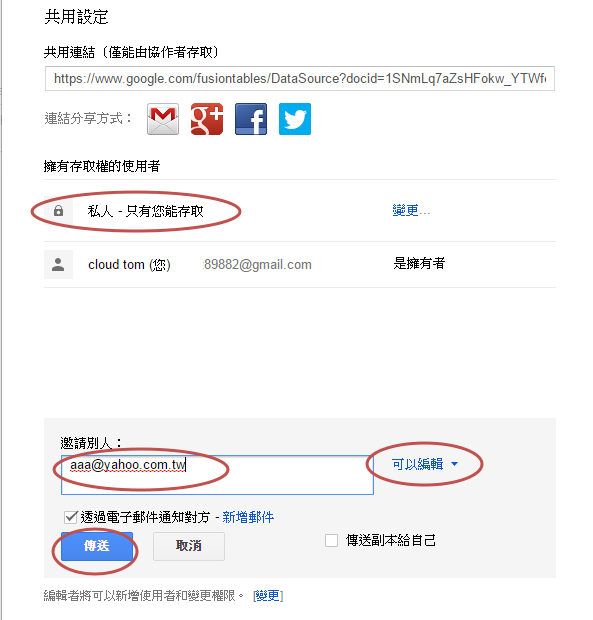 共用設定
共用連結（僅能由協作者存取）
https://www.google.com/fusiontables/DataSource?docid=1SNmLq7aZsHFokw_YTWf
連結分享方式：
擁有存取權的使用者
私人 - 只有您能存取 變更...
cloud tom (您) 89882@gmail.com 是擁有者
邀請別人：
aaa@yahoo.com.tw 可以編輯
透過電子郵件通知對方 - 新增郵件
傳送 取消 傳送副本給自己
編輯者將可以新增使用者和變更權限。 [變更]